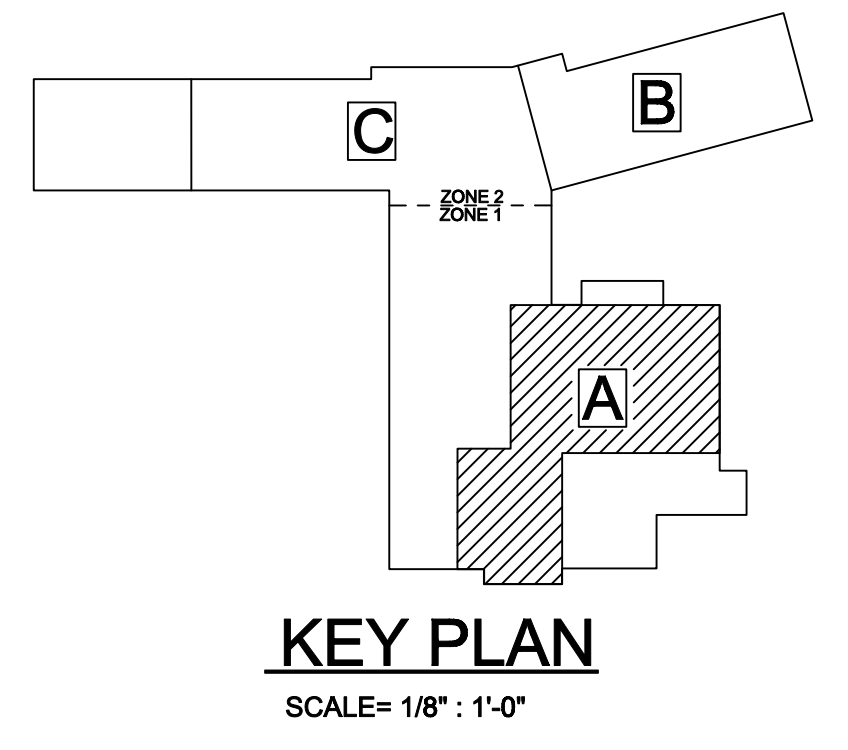 B
C
ZONE 2
ZONE 1
A
KEY PLAN
SCALE= 1/8" : 1'-0"